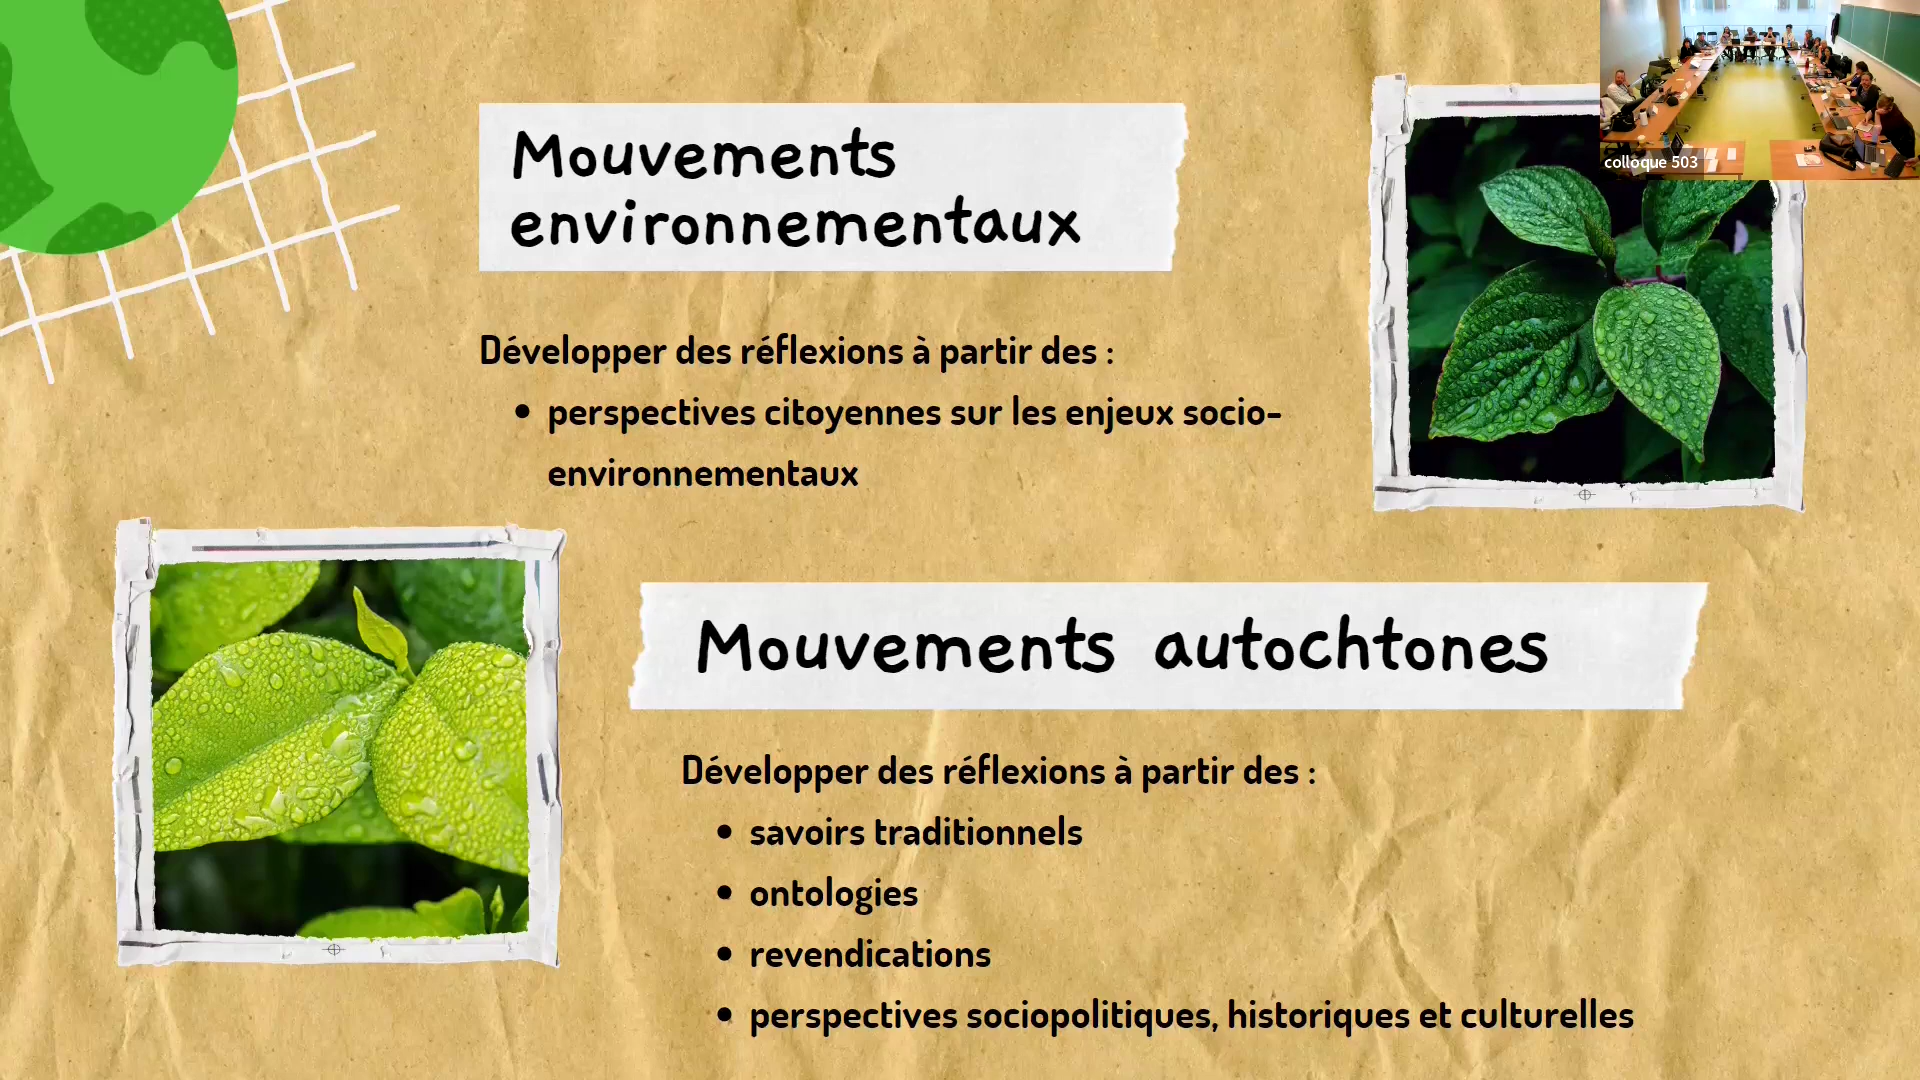 colloque 503
Mouvements
environnementaux
Développer des réflexions à partir des :
• perspectives citoyennes sur les enjeux socio-
environnementaux
Mouvements autochtones
Développer des réflexions à partir des :
• savoirs traditionnels
• ontologies
• revendications
• perspectives sociopolitiques, historiques et culturelles